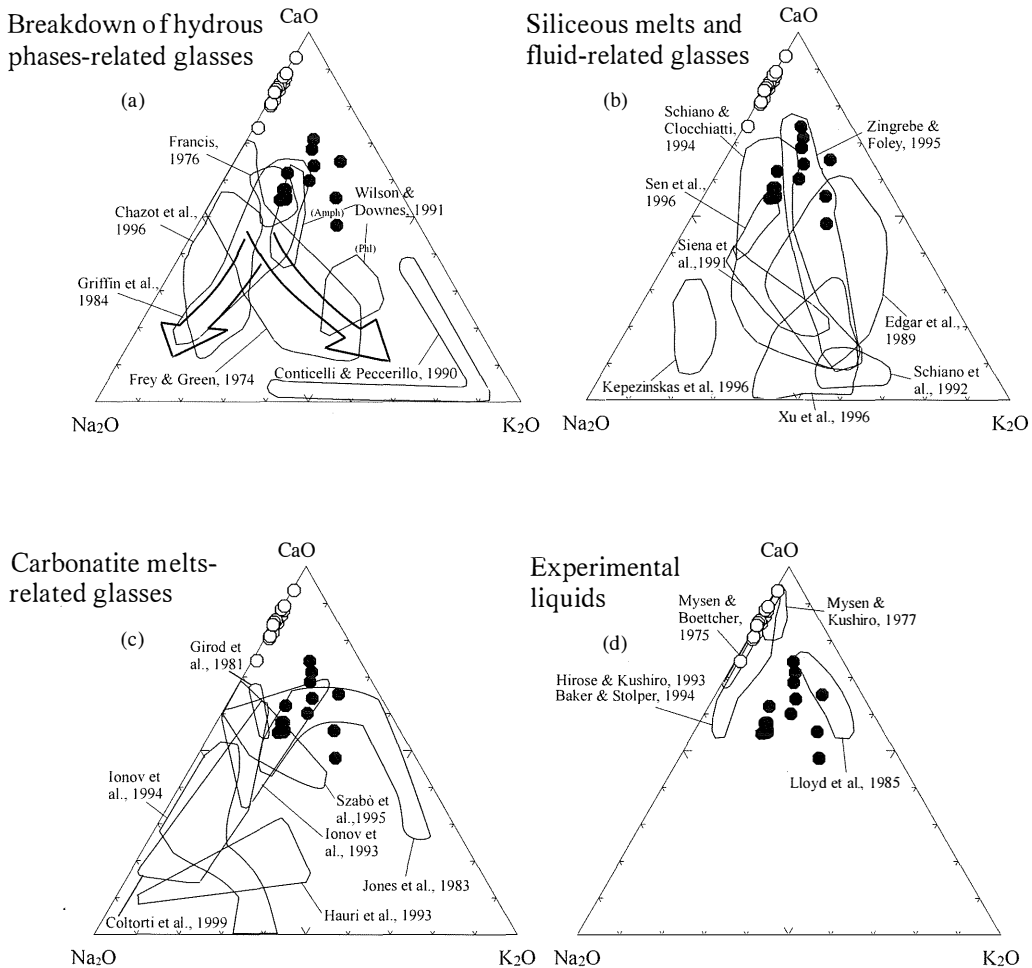 Breakdown of hydrous
phases-related glasses
CaO
(a)
Francis,
1976
Chazot et al.,
1996
Wilson &
Downes, 1991
(Amph)
(Phl)
Griffin et al.,
1984
Frey & Green, 1974
Conticelli & Peccerillo, 1990
Na2O
K2O
Siliceous melts and
fluid-related glasses
CaO
(b)
Schiano &
Clocchiatti,
1994
Zingrebe &
Foley, 1995
Sen et al.,
1996
Siena et
al.,1991
Edgar et al.,
1989
Kepezinskas et al, 1996
Schiano et
al., 1992
Xu et al., 1996
Na2O
K2O
Carbonatite melts-
related glasses
CaO
(c)
Girod et
al., 1981
Ionov et
al., 1994
Szabò et
al.,1995
Ionov et
al., 1993
Jones et al., 1983
Hauri et al., 1993
Coltorti et al., 1999
Na2O
K2O
Experimental
liquids
CaO
(d)
Mysen &
Boettcher,
1975
Mysen &
Kushiro, 1977
Hirose & Kushiro, 1993
Baker & Stolper, 1994
Lloyd et al., 1985
Na2O
K2O